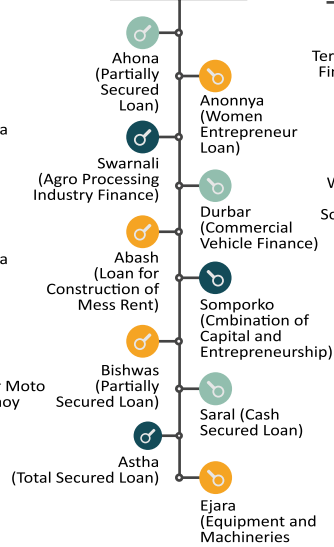 Ahona
(Partially
Secured
Loan)
Anonnya
(Women
Entrepreneur
Loan)
Swarnali
(Agro Processing
Industry Finance)
Durbar
(Commercial
Vehicle Finance)
Abash
(Loan for
Construction of
Mess Rent)
Somporko
(Cmbination of
Capital and
Entrepreneurship)
Bishwas
(Partially
Secured Loan)
Saral (Cash
Secured Loan)
Astha
(Total Secured Loan)
Ejara
(Equipment and
Machineries
Moto